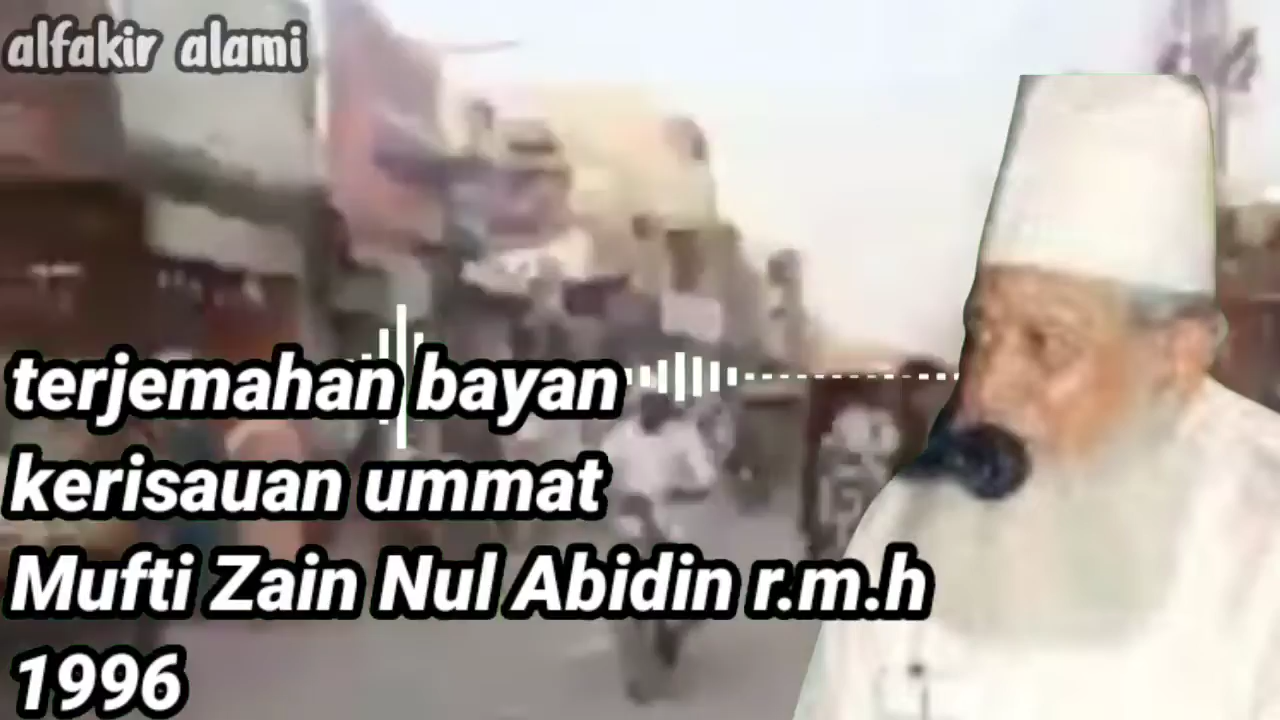 alfakir alami
terjemahan bayan
kerisauan ummat
Mufti Zain Nul Abidin r.m.h
1996